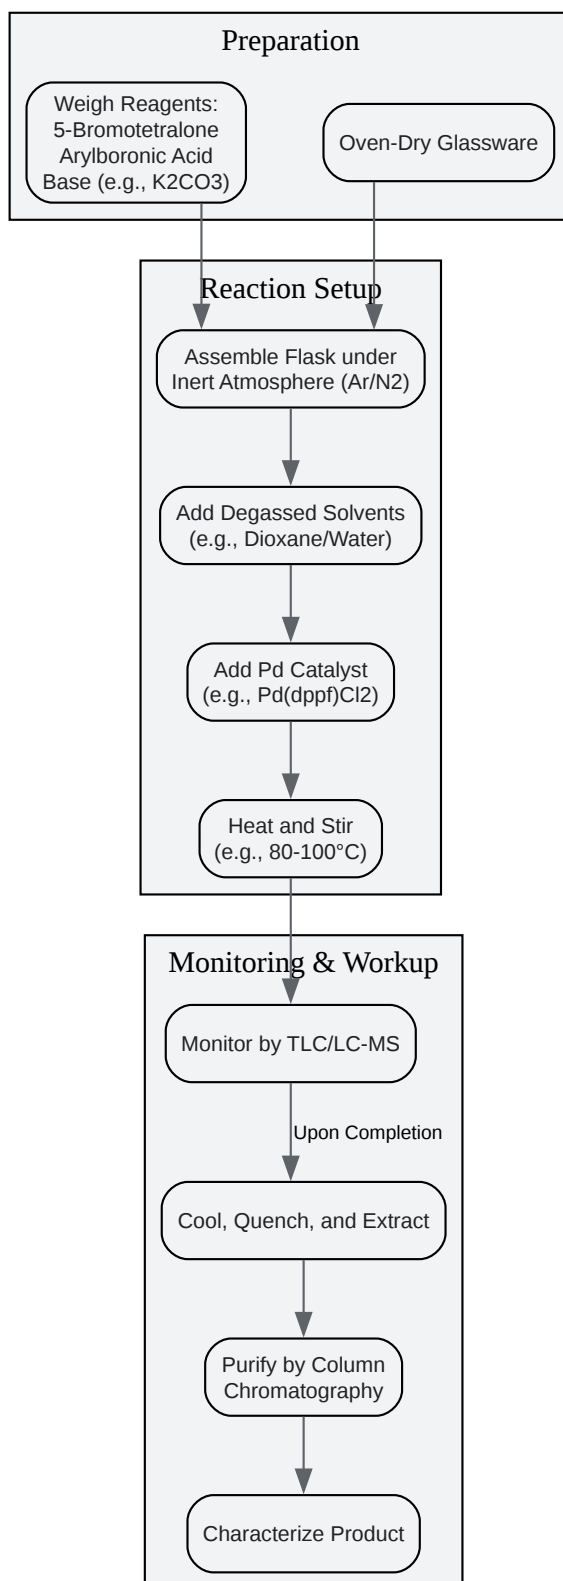 Preparation
Weigh Reagents:
5-Bromotetralone
Arylboronic Acid
Base (e.g., K2CO3)
Oven-Dry Glassware
Reaction Setup
Assemble Flask under
Inert Atmosphere (Ar/N2)
Add Degassed Solvents
(e.g., Dioxane/Water)
Add Pd Catalyst
(e.g., Pd(dppf)Cl2)
Heat and Stir
(e.g., 80-100°C)
Monitoring & Workup
Monitor by TLC/LC-MS
Upon Completion
Cool, Quench, and Extract
Purify by Column
Chromatography
Characterize Product